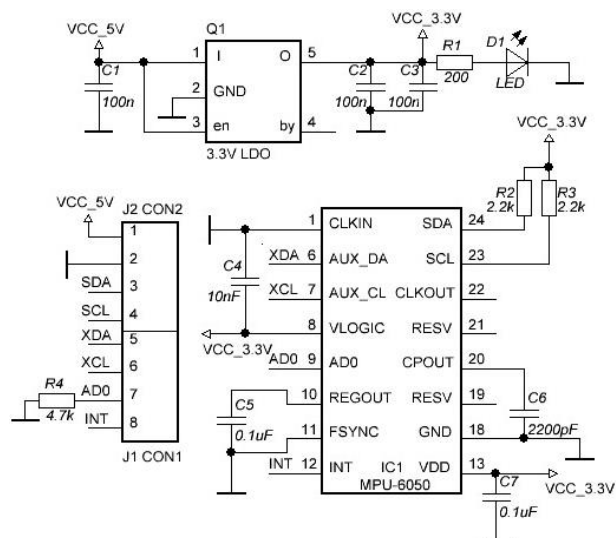 VCC_5V
Q1
VCC_3.3V
C1
100n
1 I O 5
2 GND
3 en by 4
3.3V LDO
C2
100n
C3
100n
R1
200
D1
LED
VCC_3.3V
R2
2.2k
R3
2.2k
VCC_5V
J2 CON2
1
2
SDA 3
SCL 4
XDA 5
XCL 6
AD0 7
INT 8
R4
4.7k
J1 CON1
C4
10nF
VCC_3.3V
1 CLKIN SDA 24
XDA 6 AUX_DA SCL 23
XCL 7 AUX_CL CLKOUT 22
8 VLOGIC RESV 21
AD0 9 AD0 CPOUT 20
10 REGOUT RESV 19
11 FSYNC GND 18
INT 12 INT IC1 VDD 13
MPU-6050
C5
0.1uF
C6
2200pF
C7
0.1uF
VCC_3.3V